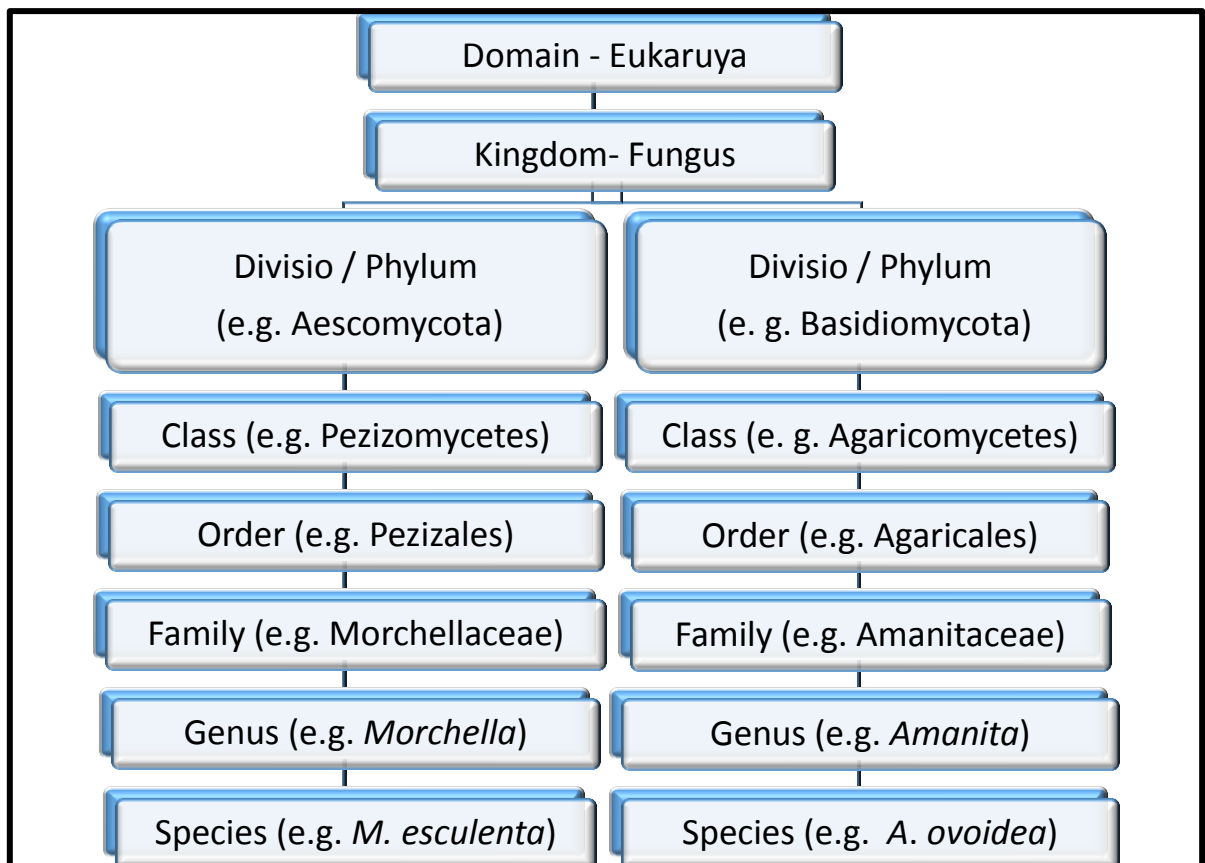 Domain - Eukaruya
Kingdom- Fungus
Divisio / Phylum
(e.g. Aescomycota)
Divisio / Phylum
(e. g. Basidiomycota)
Class (e.g. Pezizomycetes)
Class (e. g. Agaricomycetes)
Order (e.g. Pezizales)
Order (e.g. Agaricales)
Family (e.g. Morchellaceae)
Family (e.g. Amanitaceae)
Genus (e.g. Morchella)
Genus (e.g. Amanita)
Species (e.g. M. esculenta)
Species (e.g. A. ovoidea)